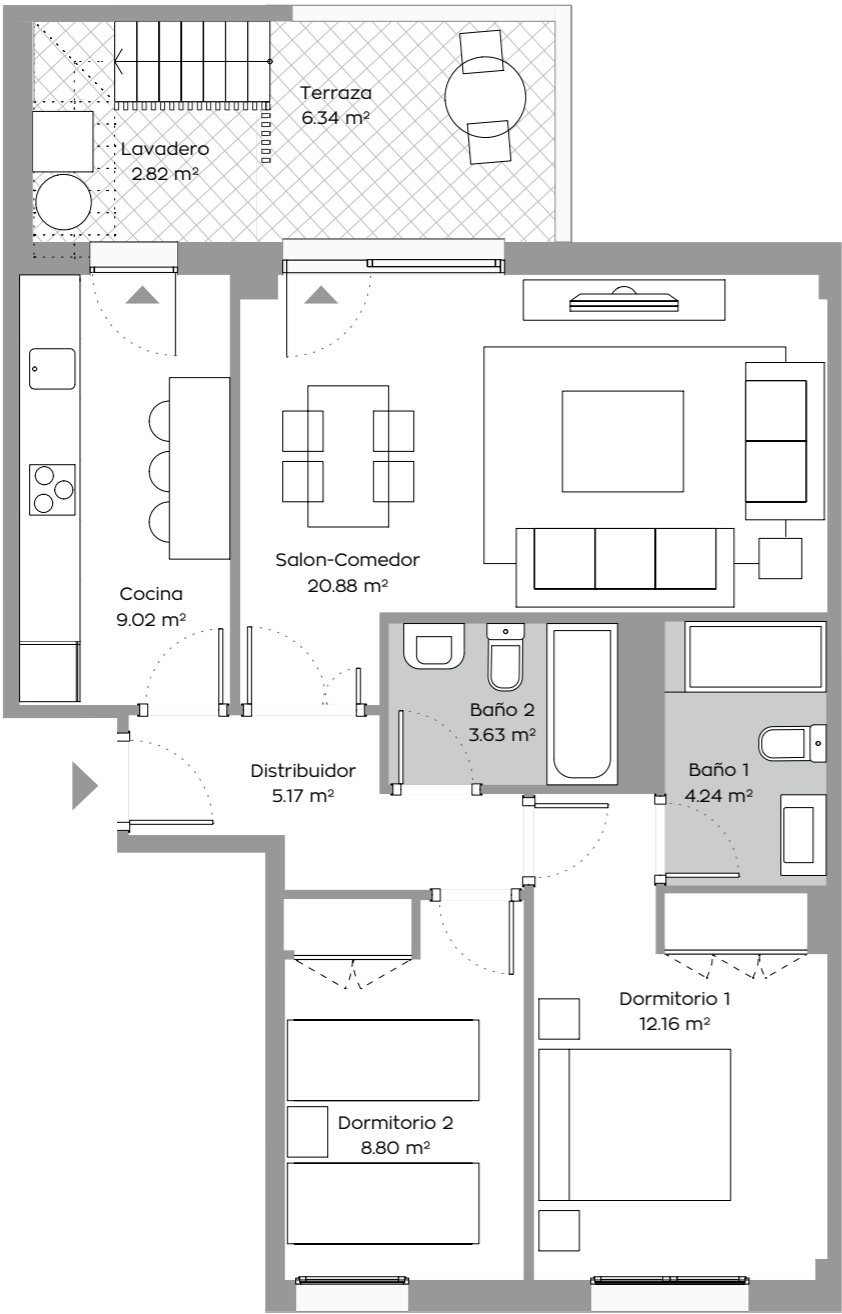 Terraza
6.34 m²
Lavadero
2.82 m²
Salon-Comedor
20.88 m²
Cocina
9.02 m²
Baño 2
3.63 m²
Distribuidor
5.17 m²
Baño 1
4.24 m²
Dormitorio 1
12.16 m²
Dormitorio 2
8.80 m²